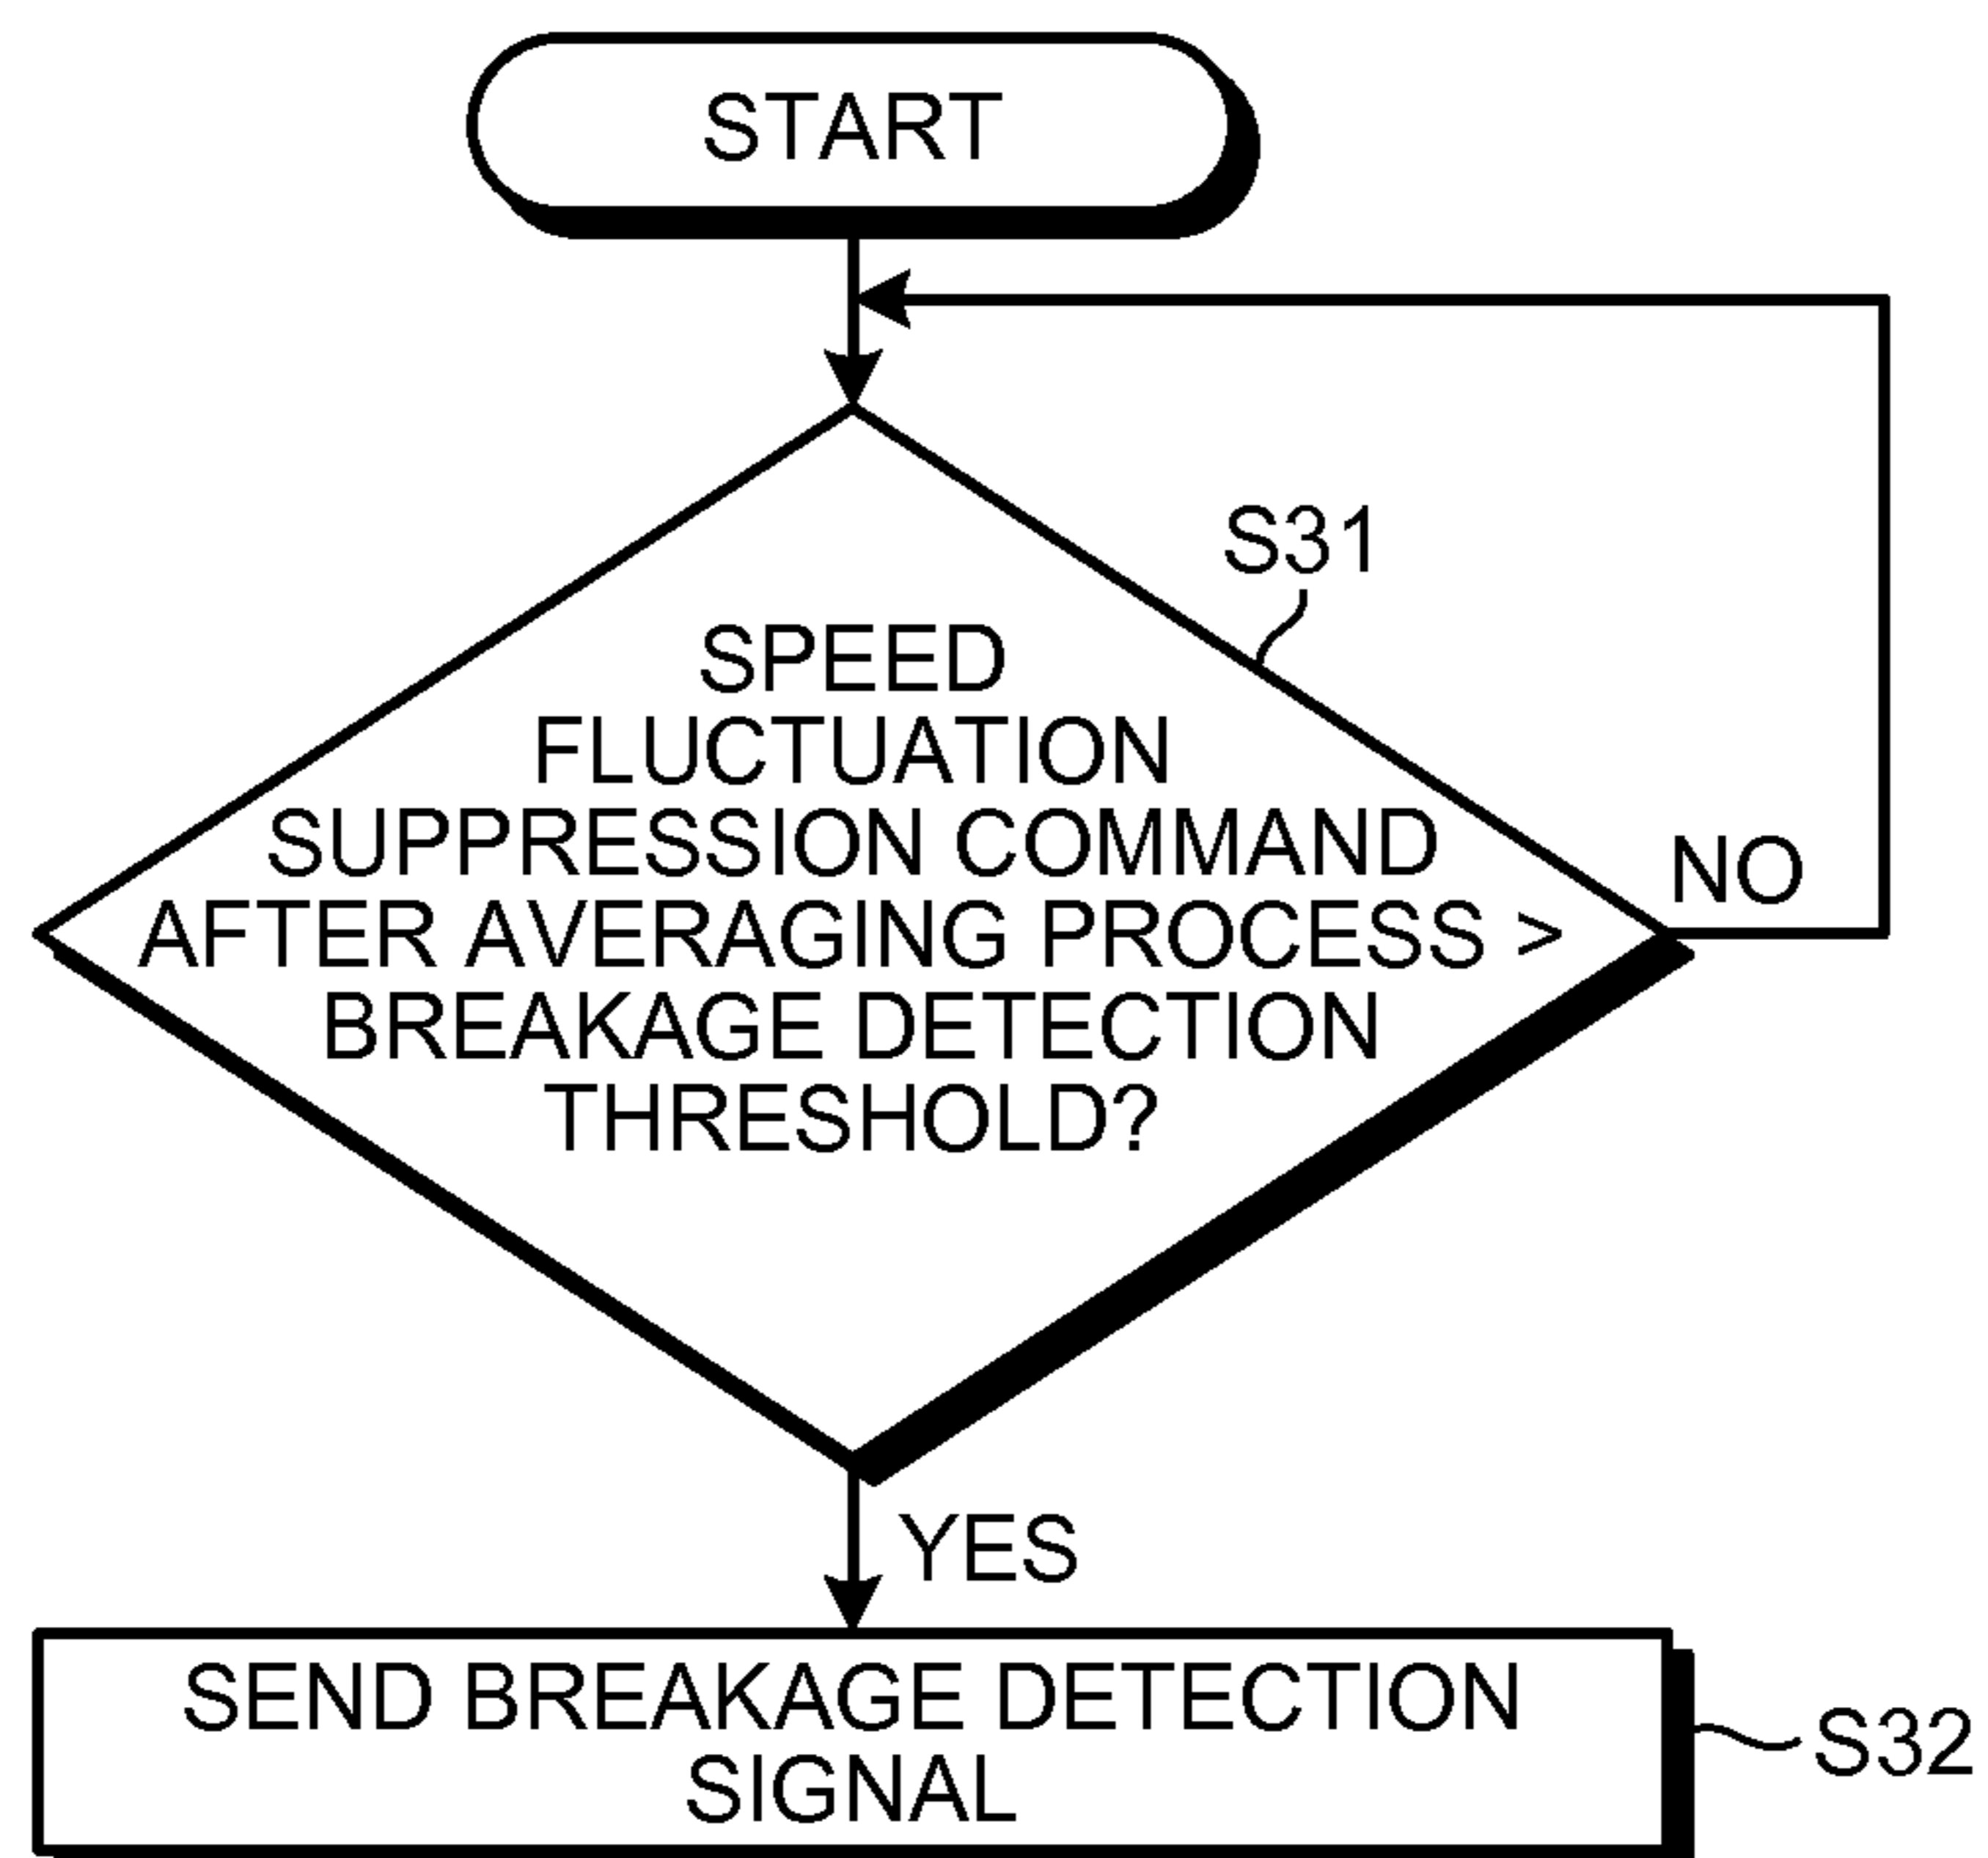 START
S31
SPEED
FLUCTUATION
SUPPRESSION COMMAND
AFTER AVERAGING PROCESS >
BREAKAGE DETECTION
THRESHOLD?
NO
YES
SEND BREAKAGE DETECTION
SIGNAL
S32